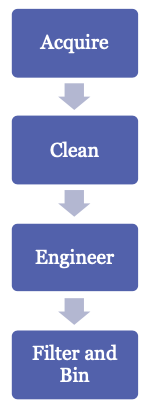 Acquire
Clean
Engineer
Filter and
Bin